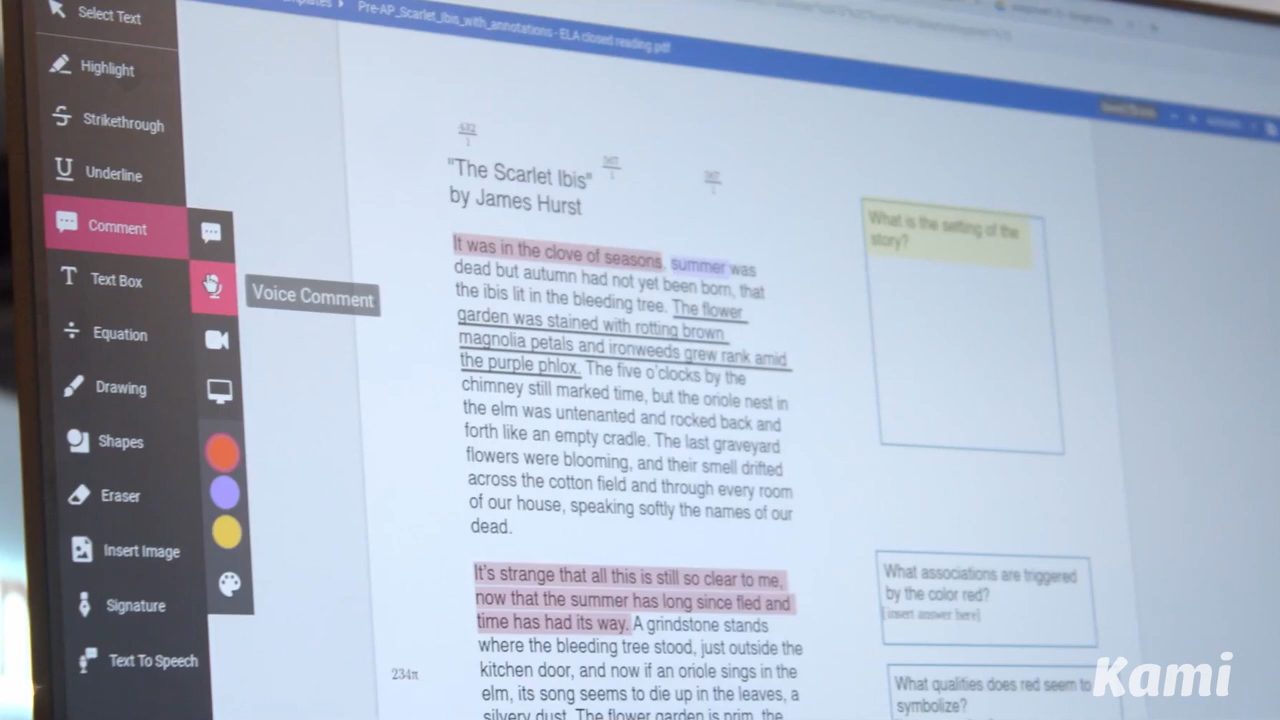 Pre-AP_Scarlet_Ibis_with_annotations - ELA closed reading.pdf
Select Text
Highlight
Strikethrough
Underline
Comment
Text Box
Equation
Drawing
Shapes
Eraser
Insert Image
Signature
Text To Speech
Voice Comment
"The Scarlet Ibis"
by James Hurst
It was in the clove of seasons, summer was
dead but autumn had not yet been born, that
the ibis lit in the bleeding tree. The flower
garden was stained with rotting brown
magnolia petals and ironweeds grew rank amid
the purple phlox. The five o'clocks by the
chimney still marked time, but the oriole nest in
the elm was untenanted and rocked back and
forth like an empty cradle. The last graveyard
flowers were blooming, and their smell drifted
across the cotton field and through every room
of our house, speaking softly the names of our
dead.
It's strange that all this is still so clear to me,
now that the summer has long since fled and
time has had its way. A grindstone stands
where the bleeding tree stood, just outside the
kitchen door, and now if an oriole sings in the
elm, its song seems to die up in the leaves, a
silvery dust. The flower garden is prim, the
234π
What is the setting of the
story?
What associations are triggered
by the color red?
[insert answer here]
What qualities does red seem to
symbolize?
Kami